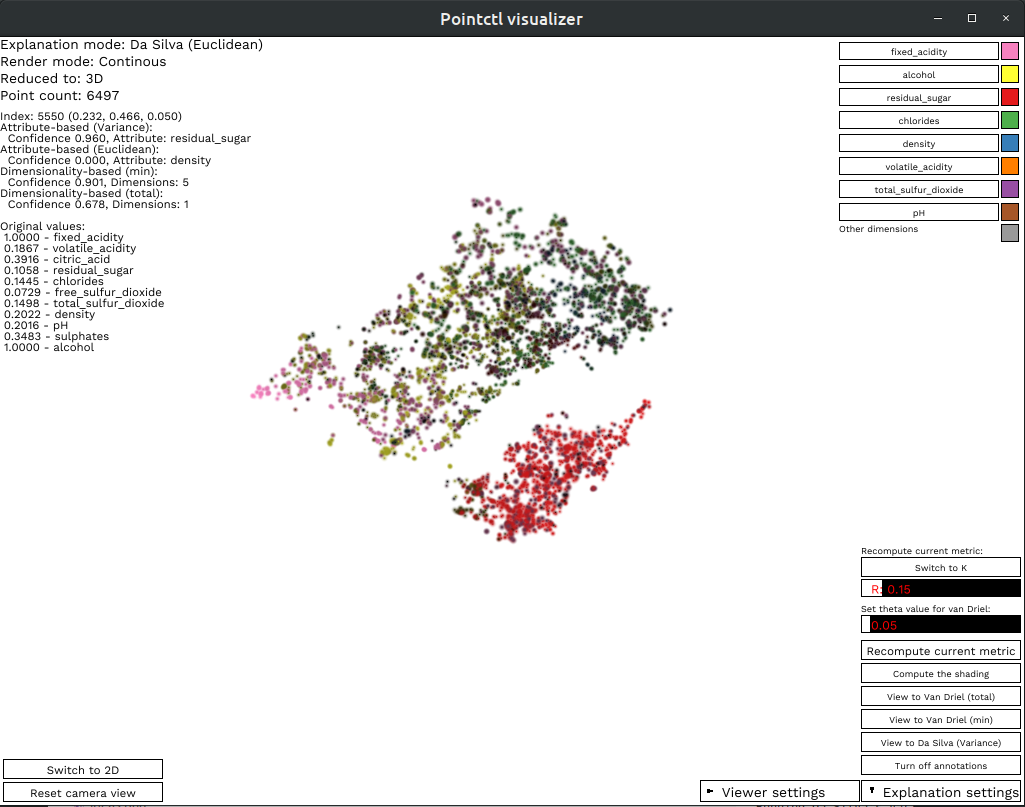 Pointctl visualizer
Explanation mode: Da Silva (Euclidean)
Render mode: Continous
Reduced to: 3D
Point count: 6497
Index: 5550 (0.232, 0.466, 0.050)
Attribute-based (Variance):
Confidence 0.960, Attribute: residual_sugar
Attribute-based (Euclidean):
Confidence 0.000, Attribute: density
Dimensionality-based (min):
Confidence 0.901, Dimensions: 5
Dimensionality-based (total):
Confidence 0.678, Dimensions: 1
Original values:
1.0000 - fixed_acidity
0.1867 - volatile_acidity
0.3916 - citric_acid
0.1058 - residual_sugar
0.1445 - chlorides
0.0729 - free_sulfur_dioxide
0.1498 - total_sulfur_dioxide
0.2022 - density
0.2016 - pH
0.3483 - sulphates
1.0000 - alcohol
fixed_acidity
alcohol
residual_sugar
chlorides
density
volatile_acidity
total_sulfur_dioxide
pH
Other dimensions
Recompute current metric:
Switch to K
R: 0.15
Set theta value for van Driel:
0.05
Recompute current metric
Compute the shading
View to Van Driel (total)
View to Van Driel (min)
View to Da Silva (Variance)
Turn off annotations
Switch to 2D
Reset camera view
Viewer settings
Explanation settings